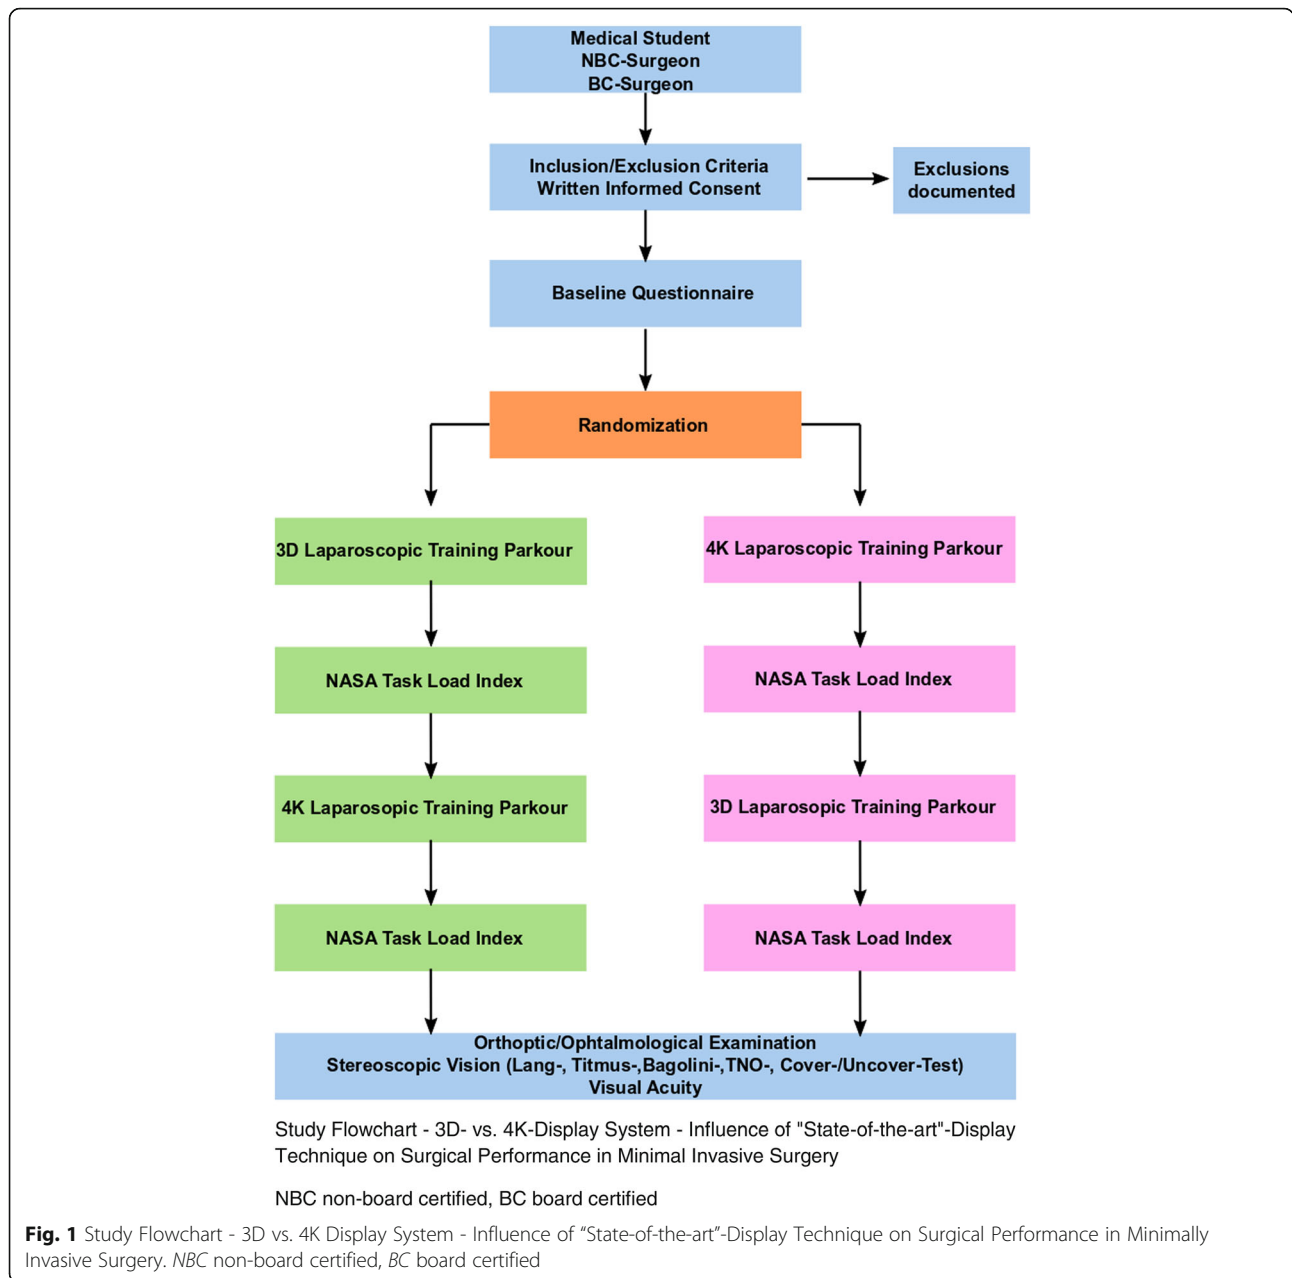 Medical Student
NBC-Surgeon
BC-Surgeon
Inclusion/Exclusion Criteria
Written Informed Consent
Exclusions
documented
Baseline Questionnaire
Randomization
3D Laparoscopic Training Parkour
4K Laparoscopic Training Parkour
NASA Task Load Index
NASA Task Load Index
4K Laparosopic Training Parkour
3D Laparosopic Training Parkour
NASA Task Load Index
NASA Task Load Index
Orthoptic/Ophtalmological Examination
Stereoscopic Vision (Lang-, Titmus-,Bagolini-,TNO-, Cover-/Uncover-Test)
Visual Acuity
Study Flowchart - 3D- vs. 4K-Display System - Influence of "State-of-the-art"-Display
Technique on Surgical Performance in Minimal Invasive Surgery
NBC non-board certified, BC board certified
Fig. 1 Study Flowchart - 3D vs. 4K Display System - Influence of “State-of-the-art”-Display Technique on Surgical Performance in Minimally
Invasive Surgery. NBC non-board certified, BC board certified